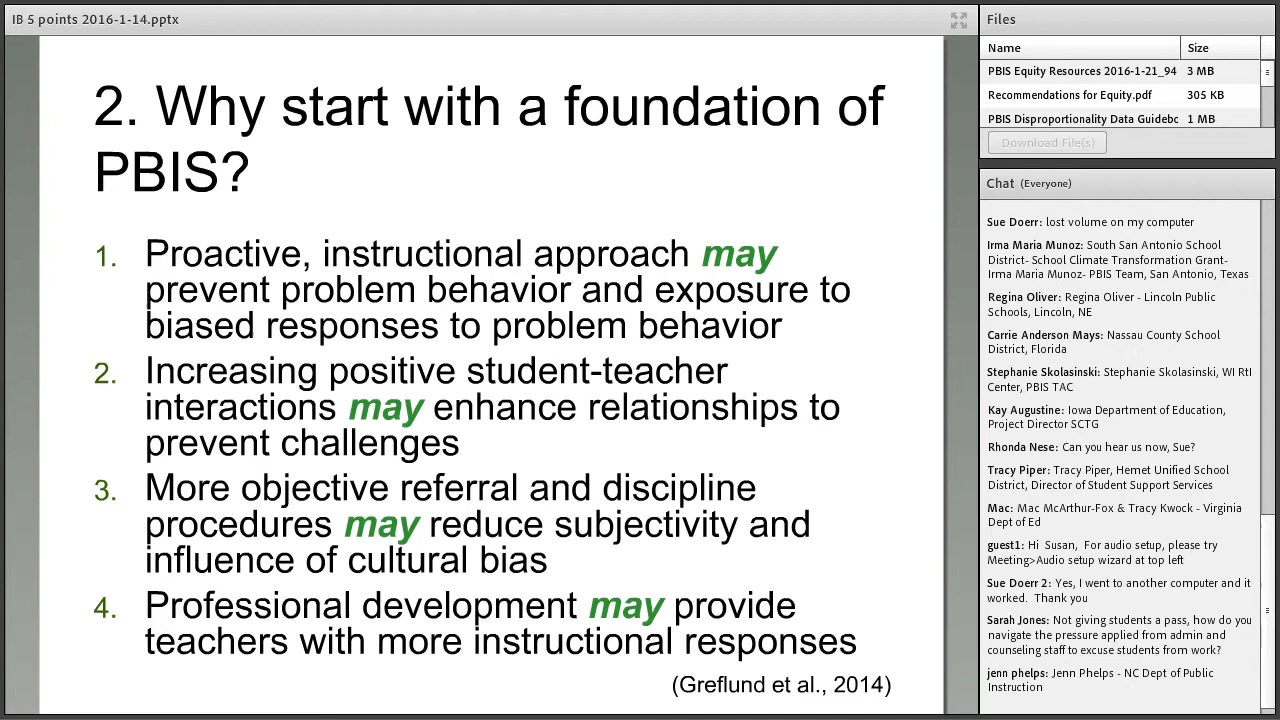 IB 5 points 2016-1-14.pptx
2. Why start with a foundation of
PBIS?
1. Proactive, instructional approach may
prevent problem behavior and exposure to
biased responses to problem behavior
2. Increasing positive student-teacher
interactions may enhance relationships to
prevent challenges
3. More objective referral and discipline
procedures may reduce subjectivity and
influence of cultural bias
4. Professional development may provide
teachers with more instructional responses
(Greflund et al., 2014)
Files
Name Size
PBIS Equity Resources 2016-1-21_94 3 MB
Recommendations for Equity.pdf 305 KB
PBIS Disproportionality Data Guidebc 1 MB
Download File(s)
Chat (Everyone)
Sue Doerr: lost volume on my computer
Irma Maria Munoz: South San Antonio School
District- School Climate Transformation Grant-
Irma Maria Munoz- PBIS Team, San Antonio, Texas
Regina Oliver: Regina Oliver - Lincoln Public
Schools, Lincoln, NE
Carrie Anderson Mays: Nassau County School
District, Florida
Stephanie Skolasinski: Stephanie Skolasinski, WI RtI
Center, PBIS TAC
Kay Augustine: Iowa Department of Education,
Project Director SCTG
Rhonda Nese: Can you hear us now, Sue?
Tracy Piper: Tracy Piper, Hemet Unified School
District, Director of Student Support Services
Mac: Mac McArthur-Fox & Tracy Kwock - Virginia
Dept of Ed
guest1: Hi Susan, For audio setup, please try
Meeting>Audio setup wizard at top left
Sue Doerr 2: Yes, I went to another computer and it
worked. Thank you
Sarah Jones: Not giving students a pass, how do you
navigate the pressure applied from admin and
counseling staff to excuse students from work?
jenn phelps: Jenn Phelps - NC Dept of Public
Instruction